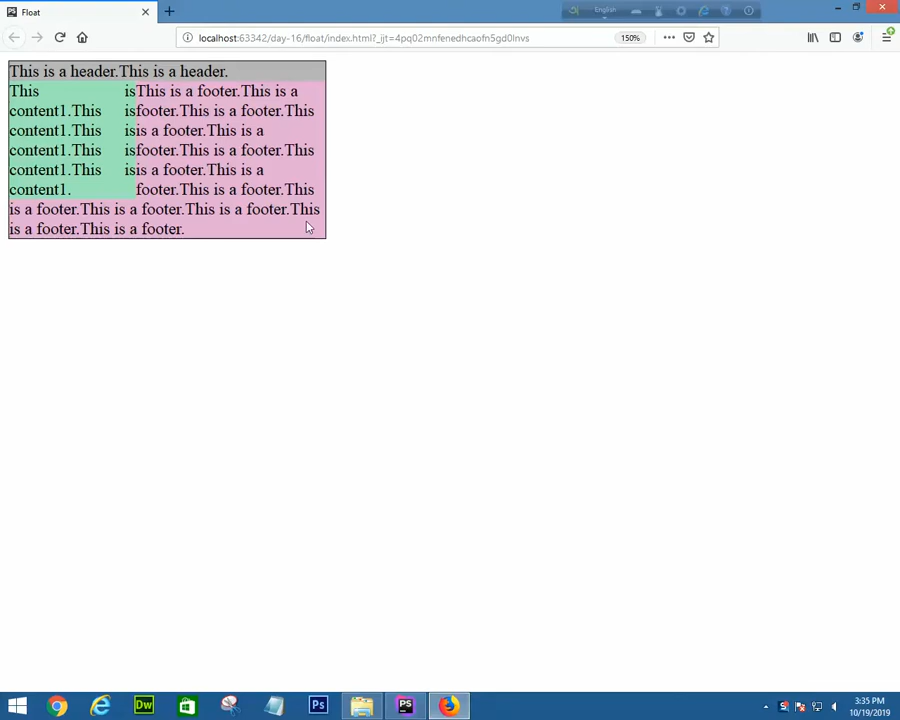 Float
English
localhost:63342/day-16/float/index.html?_ijt=4pq02mnfenedhcaofn5gd0lnvs
150%
This is a header.This is a header.
This is
content1.This is
content1.This is
content1.This is
content1.This is
content1.
This is a footer.This is a
footer.This is a footer.This
is a footer.This is a
footer.This is a footer.This
is a footer.This is a
footer.This is a footer.This
is a footer.This is a footer.This is a footer.This
is a footer.This is a footer.
Dw
Ps
PS
3:35 PM
10/19/2019